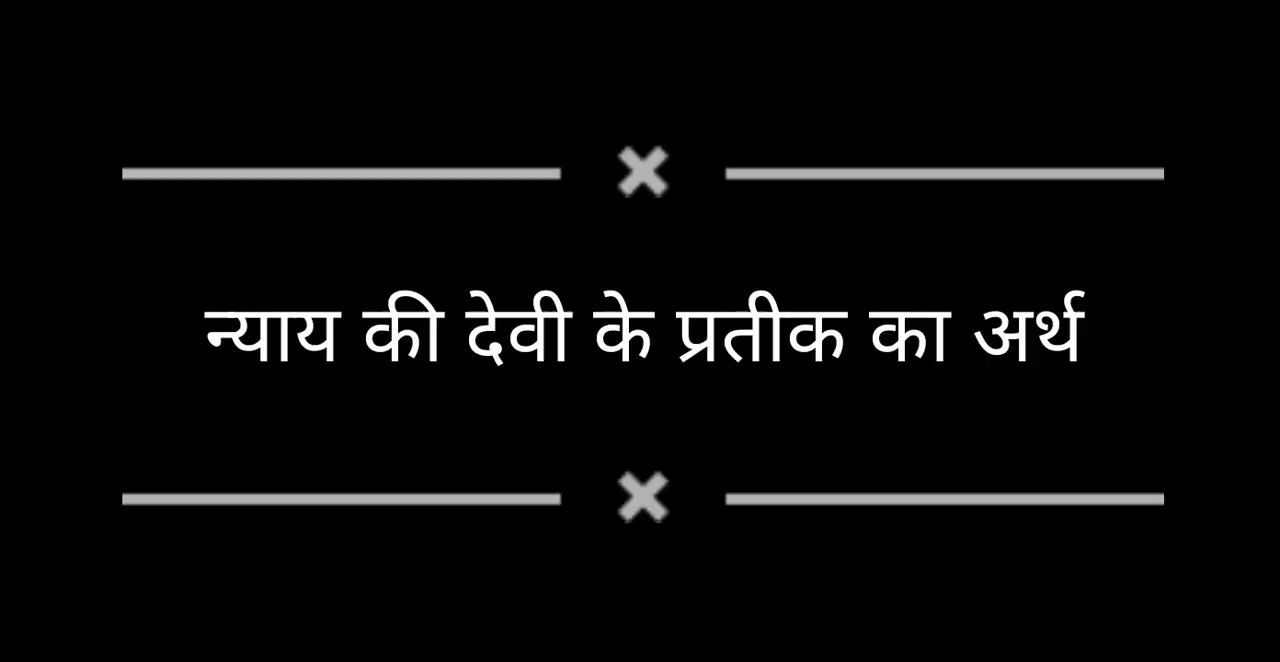 न्याय की देवी के प्रतीक का अर्थ